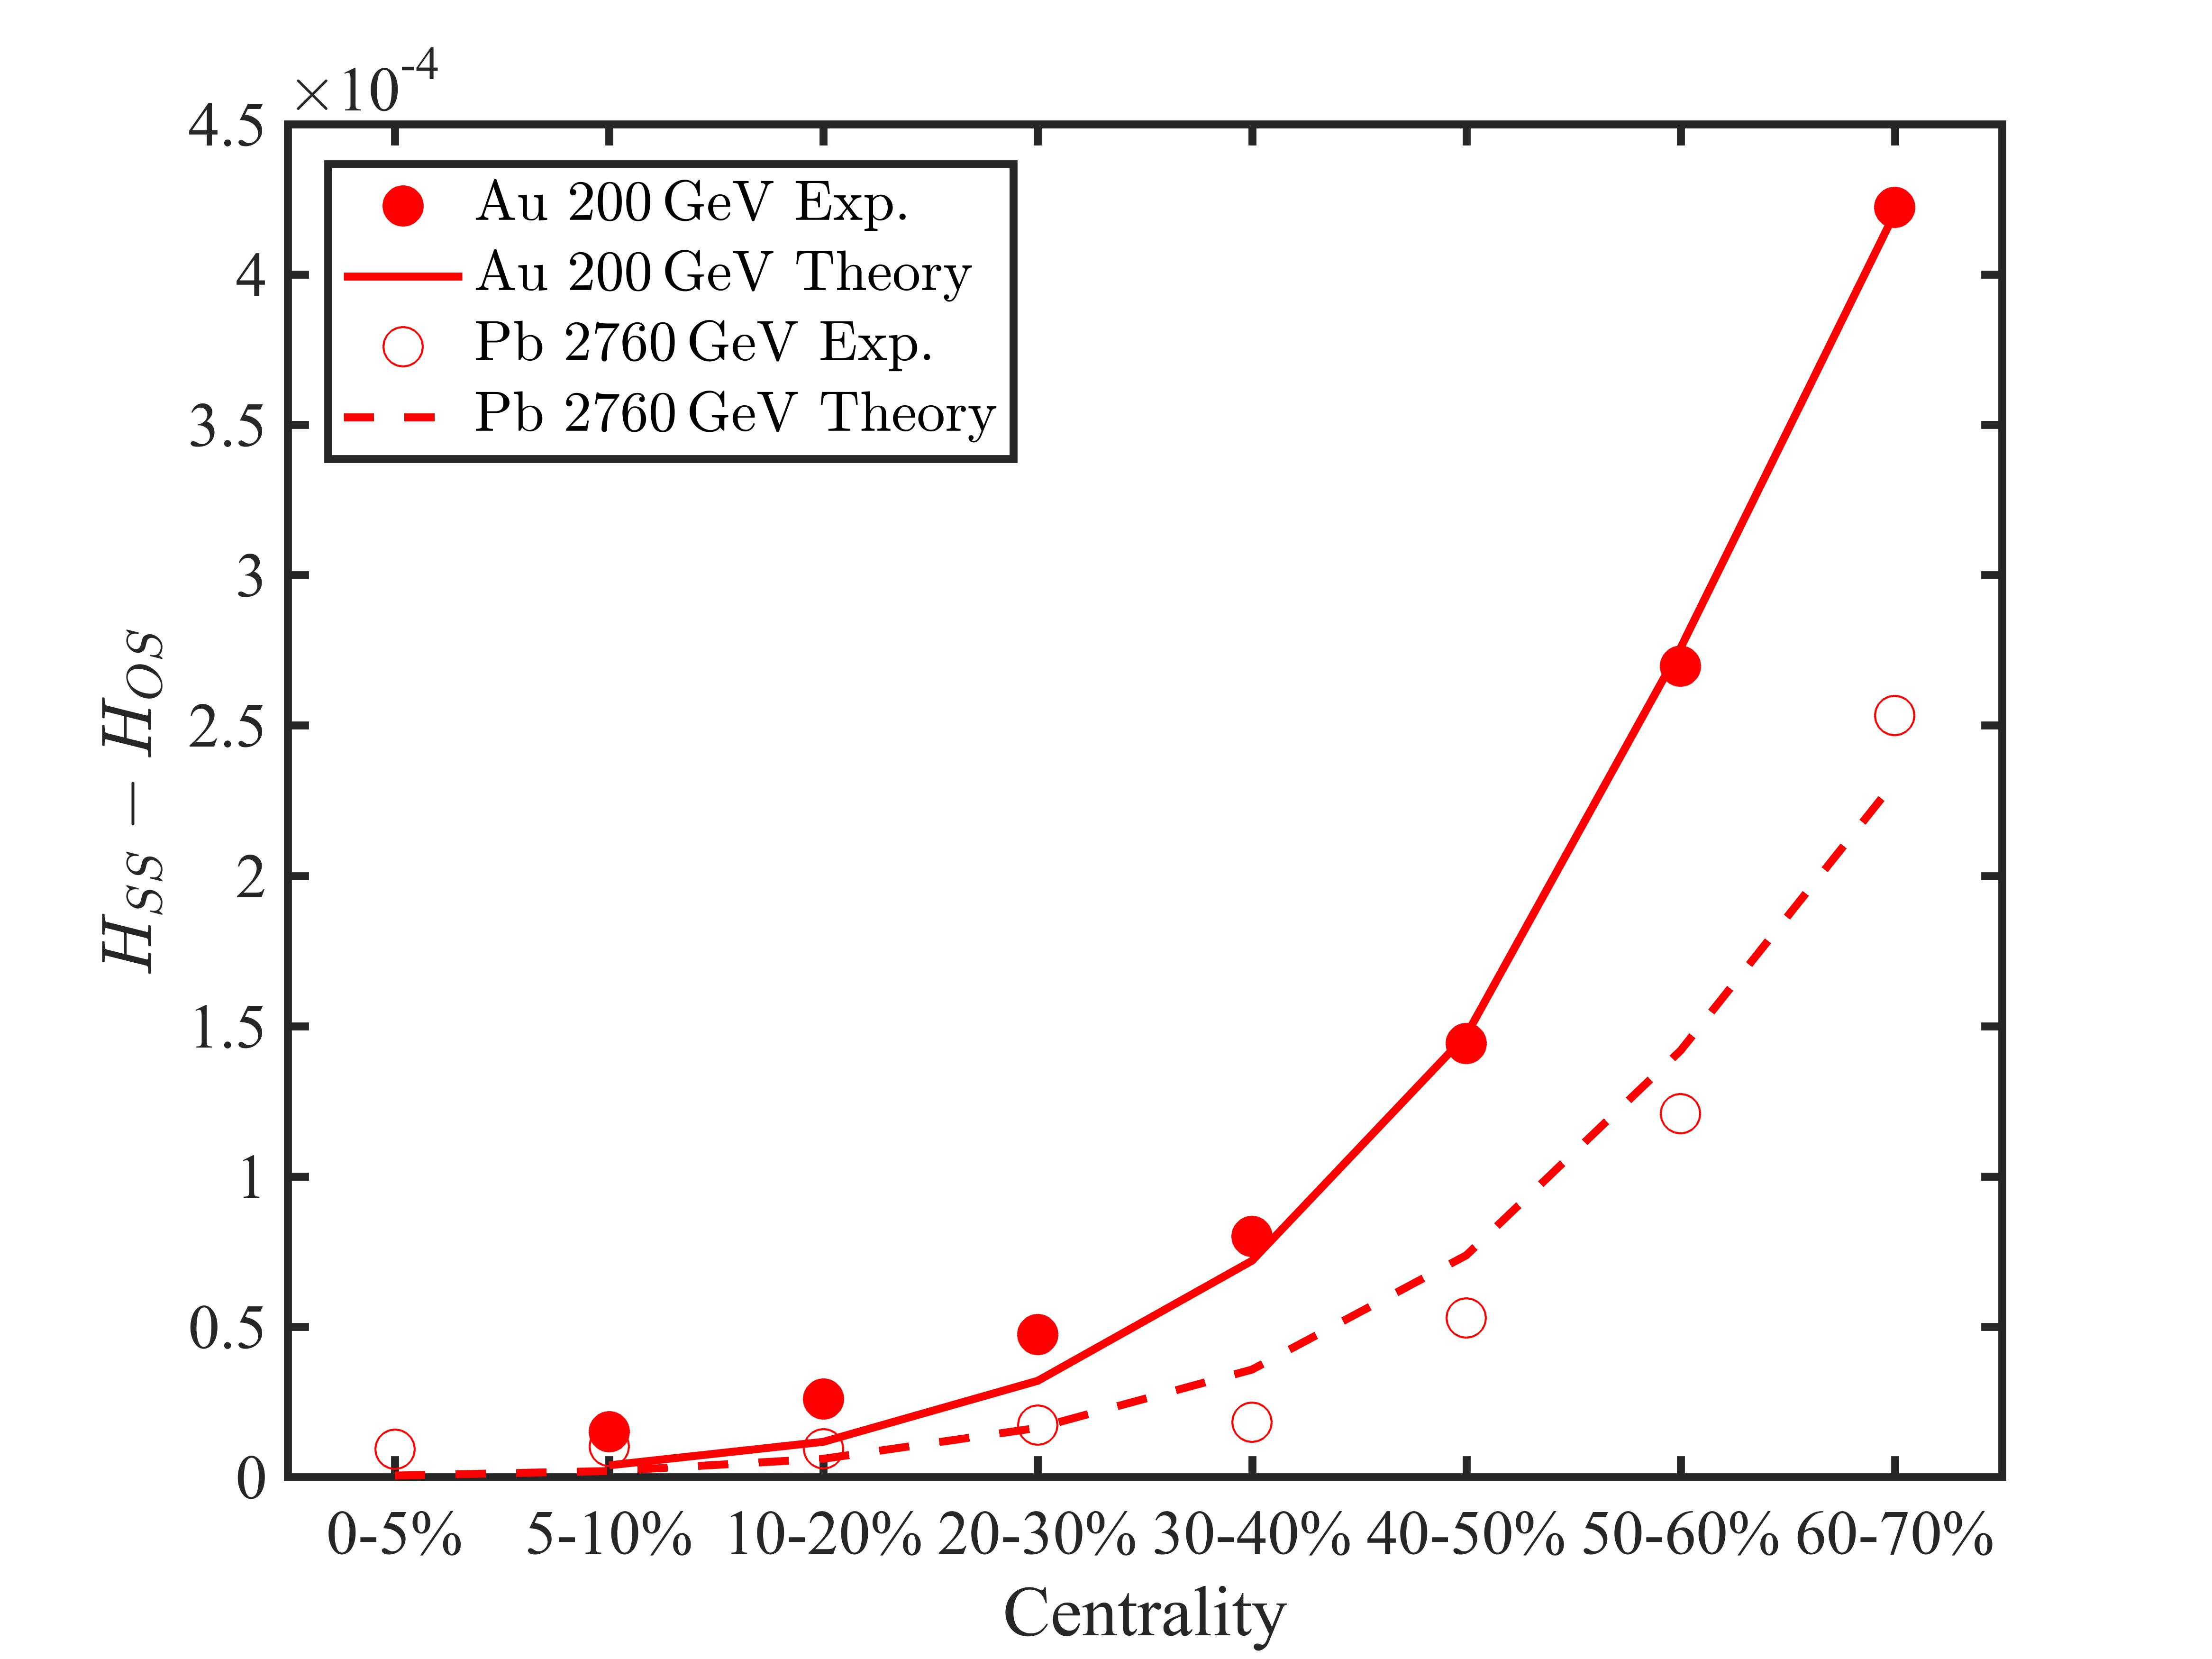 ×10^-4
4.5
4
3.5
3
2.5
2
1.5
1
0.5
0
H_SS − H_OS
Au 200 GeV Exp.
Au 200 GeV Theory
Pb 2760 GeV Exp.
Pb 2760 GeV Theory
0-5% 5-10% 10-20% 20-30% 30-40% 40-50% 50-60% 60-70%
Centrality